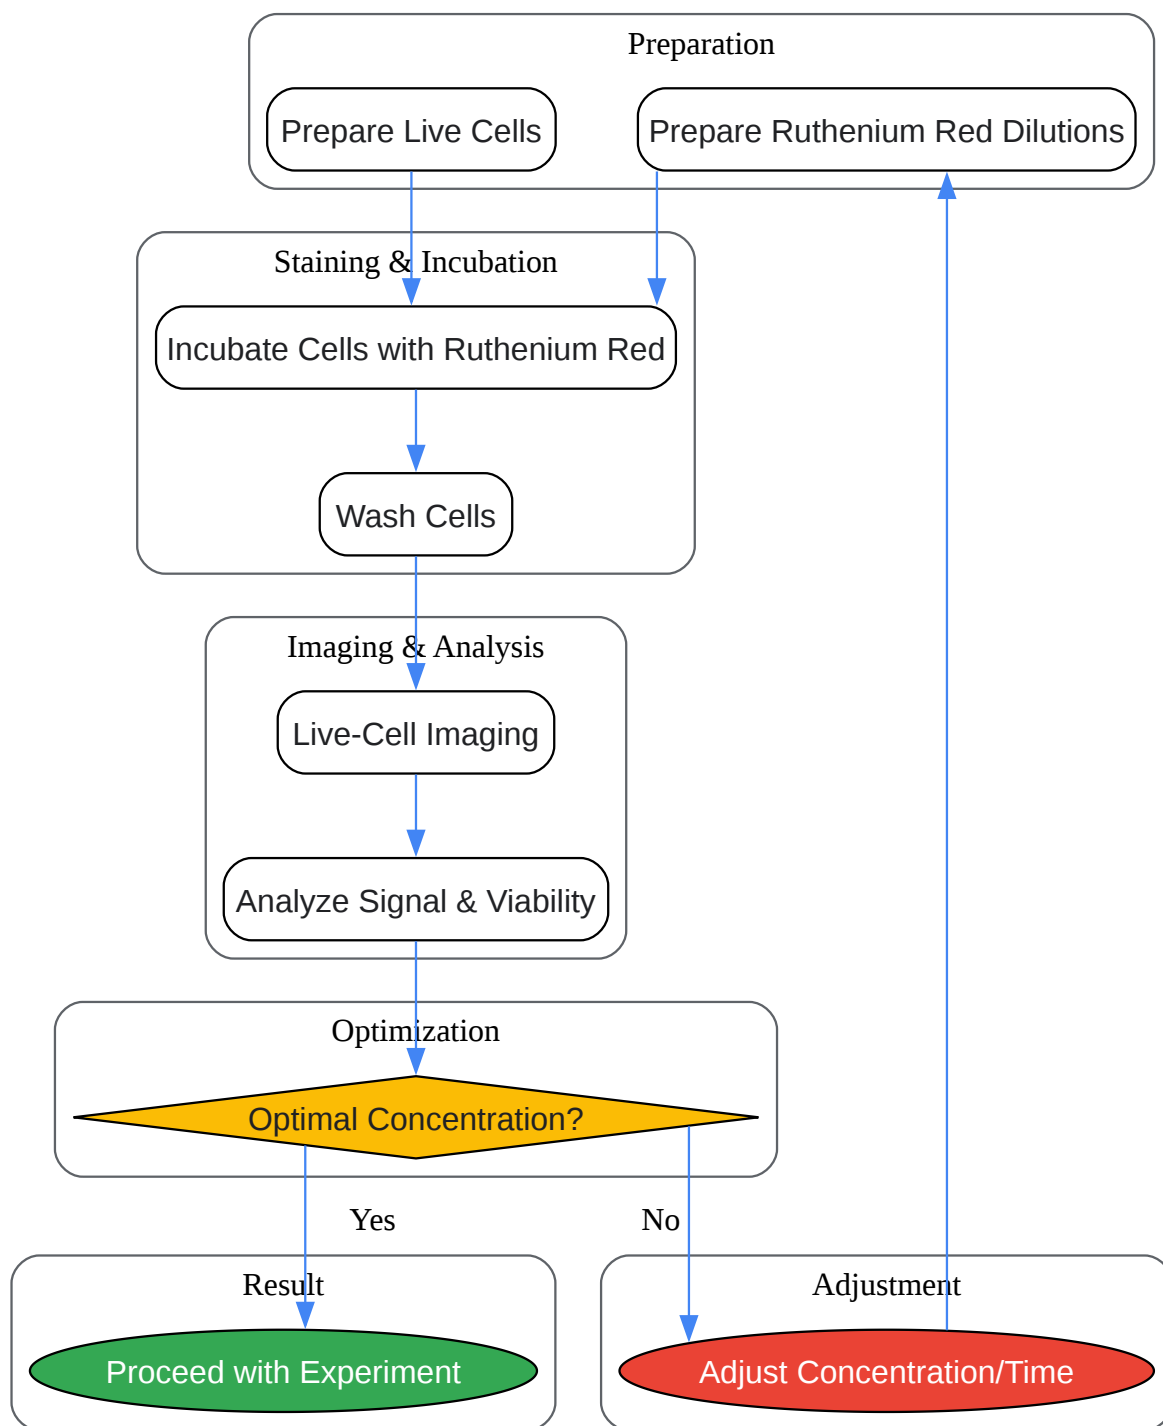 Preparation
Prepare Live Cells
Prepare Ruthenium Red Dilutions
Staining & Incubation
Incubate Cells with Ruthenium Red
Wash Cells
Imaging & Analysis
Live-Cell Imaging
Analyze Signal & Viability
Optimization
Optimal Concentration?
Yes
No
Result
Adjustment
Proceed with Experiment
Adjust Concentration/Time